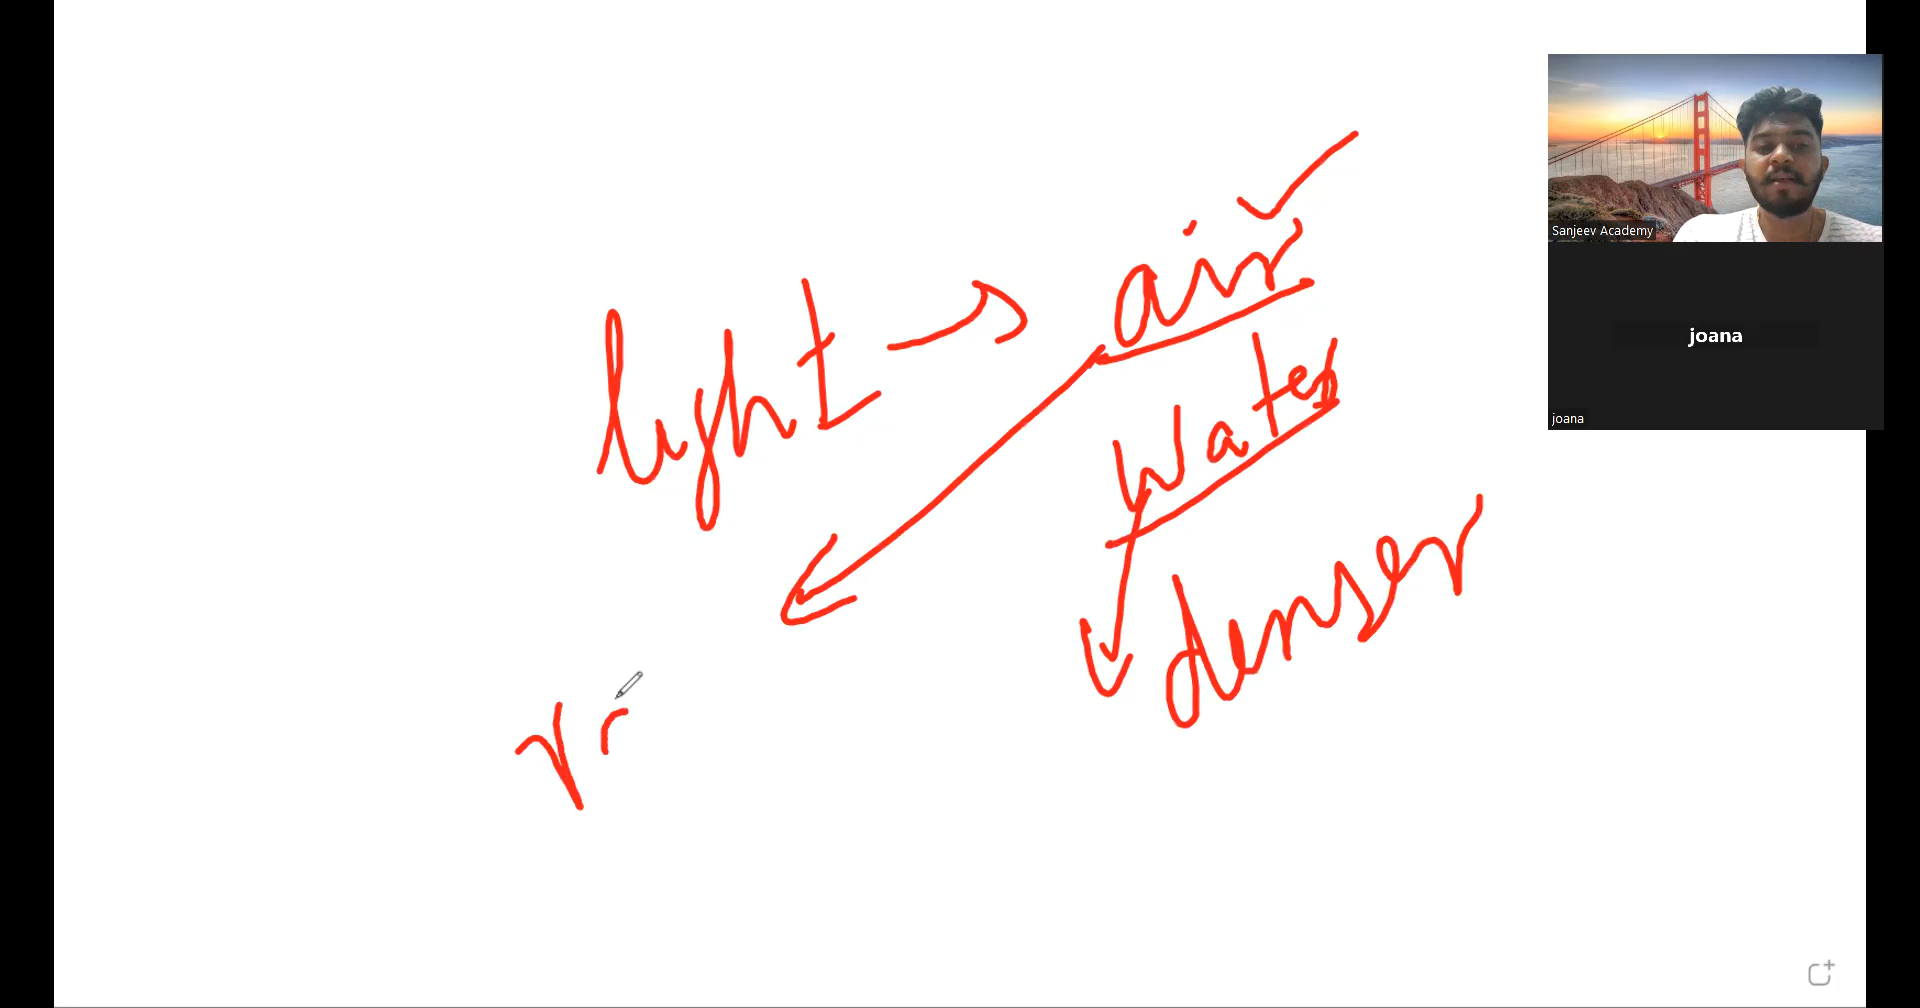 light → air ✓
water
denser
Sanjeev Academy
joana
joana